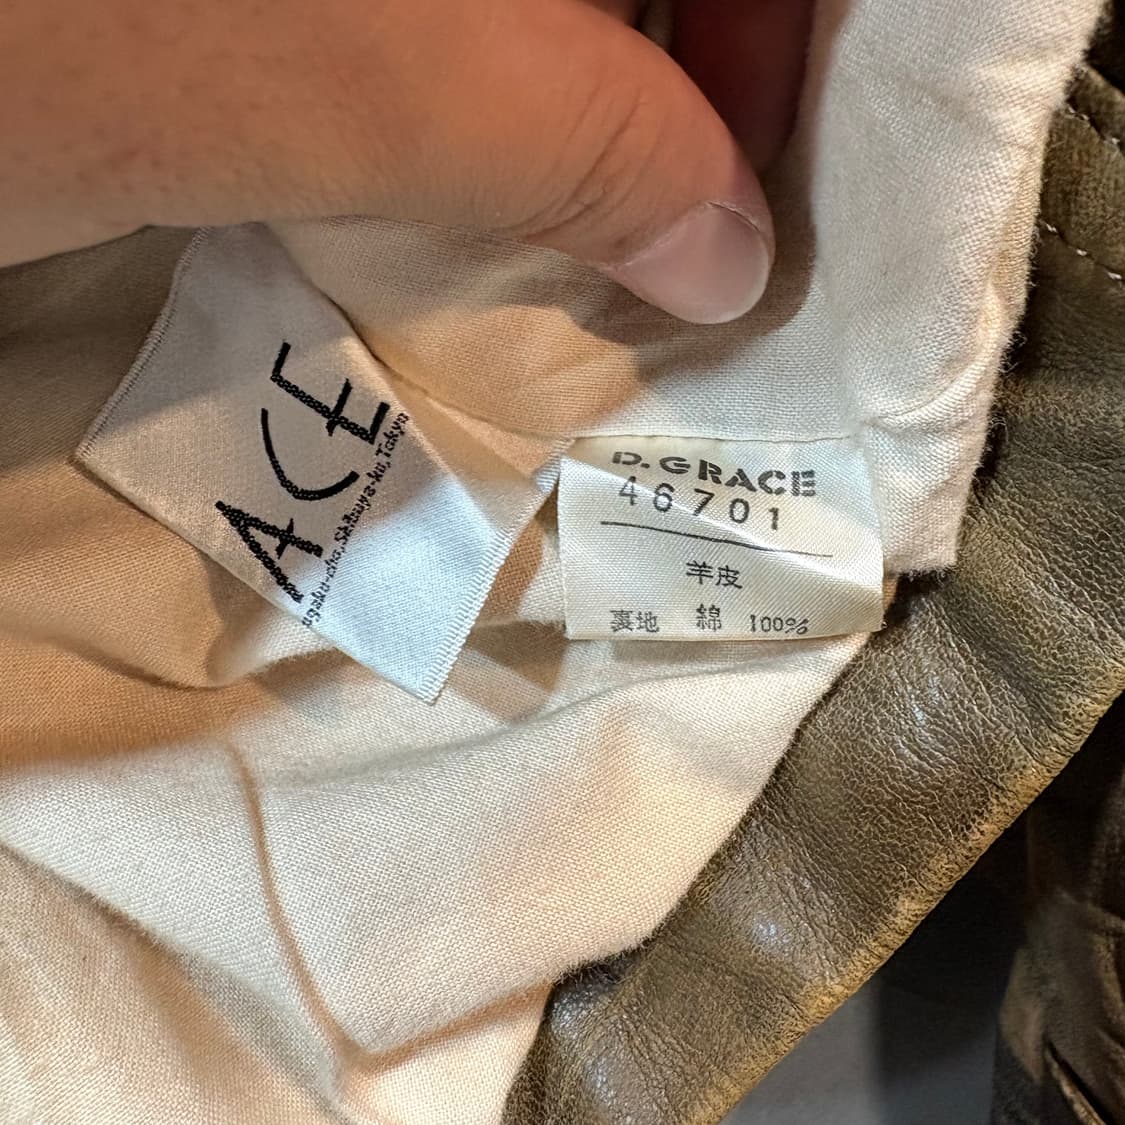 ACE
Shibuya-ku, Tokyo
D.GRACE
46701
羊皮
裏地 綿 100%